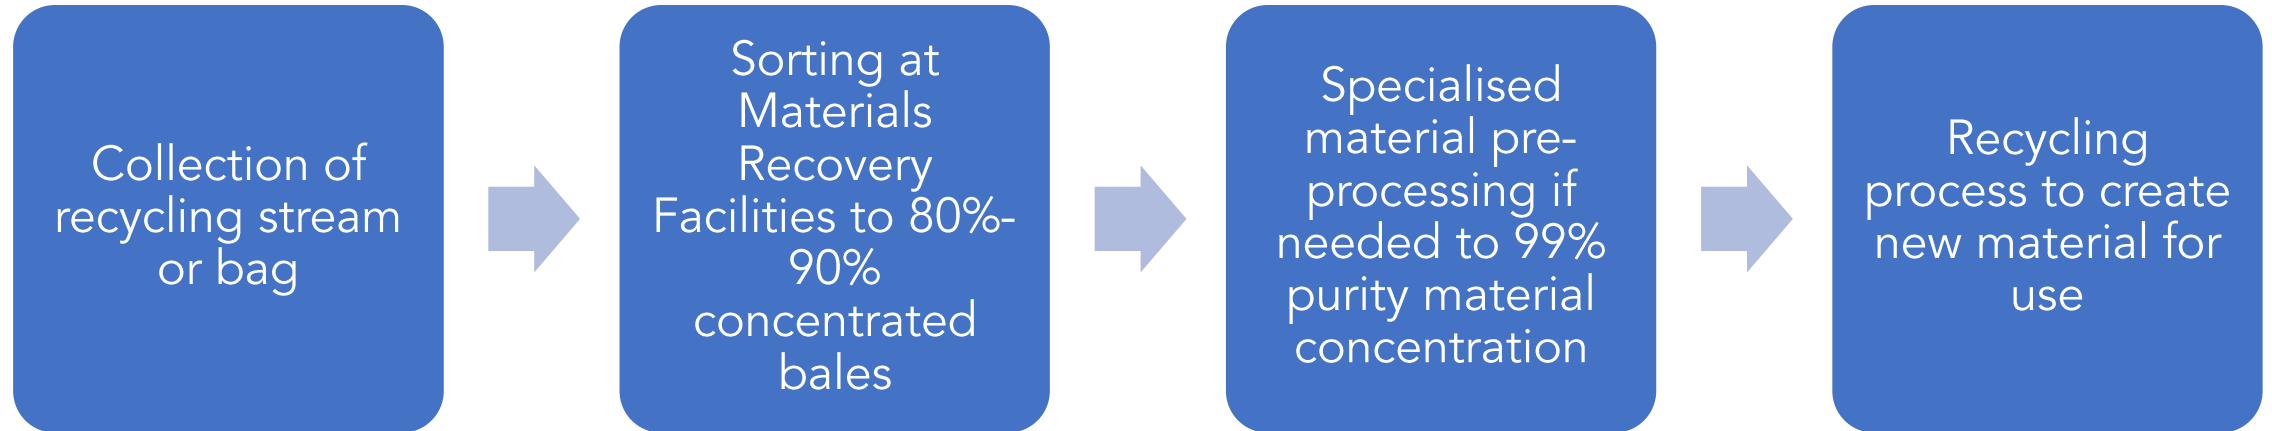 Collection of
recycling stream
or bag
Sorting at
Materials
Recovery
Facilities to 80%-
90%
concentrated
bales
Specialised
material pre-
processing if
needed to 99%
purity material
concentration
Recycling
process to create
new material for
use